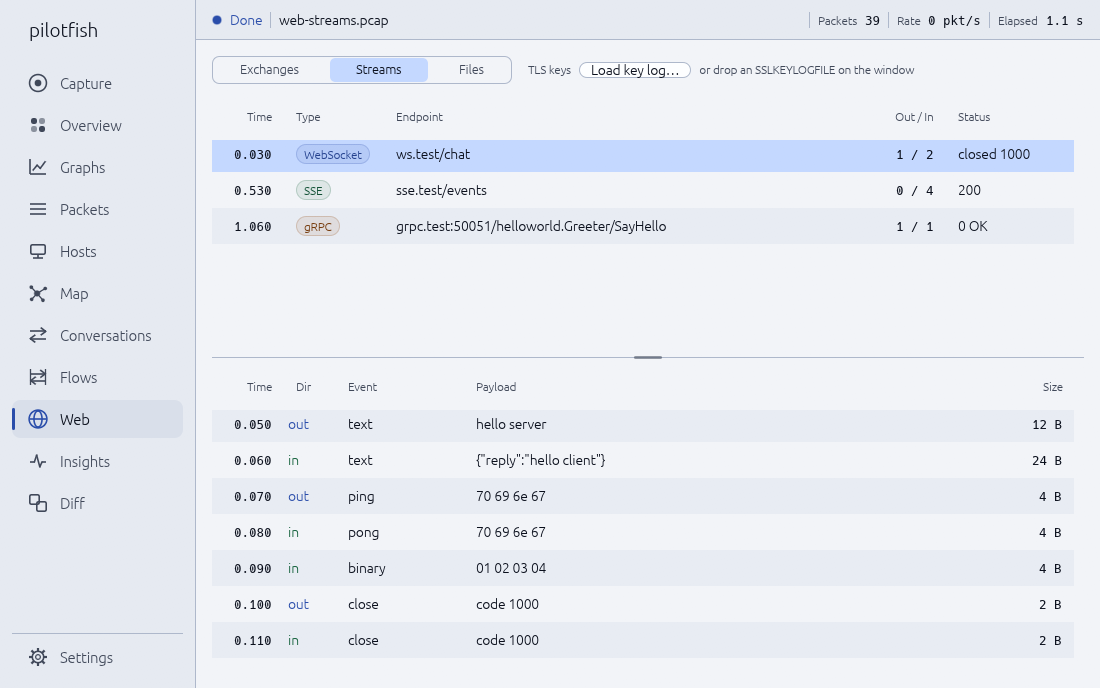 pilotfish
Capture
Overview
Graphs
Packets
Hosts
Map
Conversations
Flows
Web
Insights
Diff
Settings
Done web-streams.pcap Packets 39 Rate 0 pkt/s Elapsed 1.1 s
Exchanges Streams Files TLS keys Load key log... or drop an SSLKEYLOGFILE on the window
Time Type Endpoint Out / In Status
0.030 WebSocket ws.test/chat 1 / 2 closed 1000
0.530 SSE sse.test/events 0 / 4 200
1.060 gRPC grpc.test:50051/helloworld.Greeter/SayHello 1 / 1 0 OK
Time Dir Event Payload Size
0.050 out text hello server 12 B
0.060 in text {"reply":"hello client"} 24 B
0.070 out ping 70 69 6e 67 4 B
0.080 in pong 70 69 6e 67 4 B
0.090 in binary 01 02 03 04 4 B
0.100 out close code 1000 2 B
0.110 in close code 1000 2 B